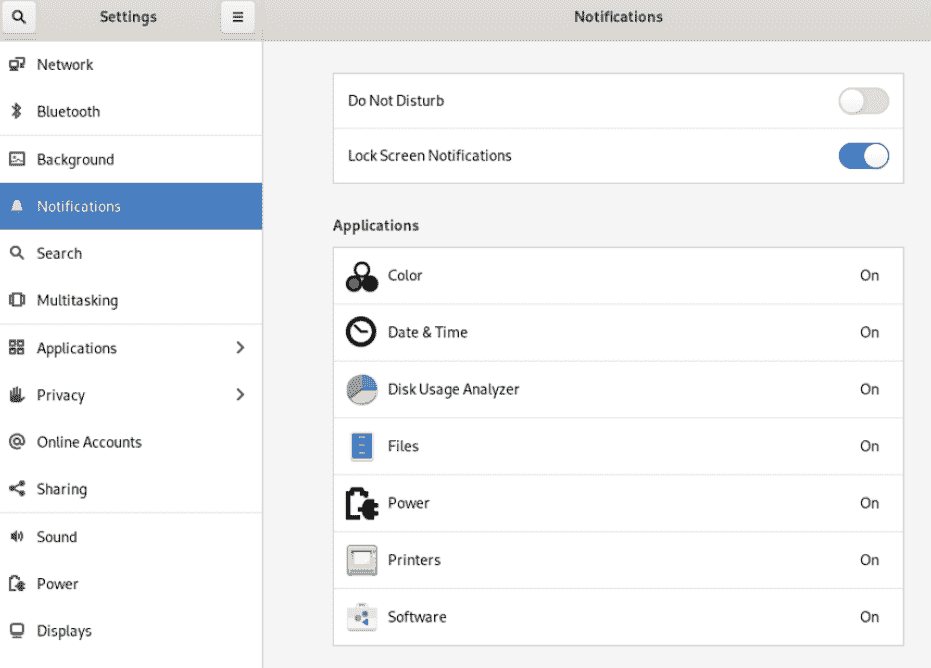 Settings
Notifications
Network
Bluetooth
Background
Notifications
Search
Multitasking
Applications
Privacy
Online Accounts
Sharing
Sound
Power
Displays
Do Not Disturb
Lock Screen Notifications
Applications
Color On
Date & Time On
Disk Usage Analyzer On
Files On
Power On
Printers On
Software On